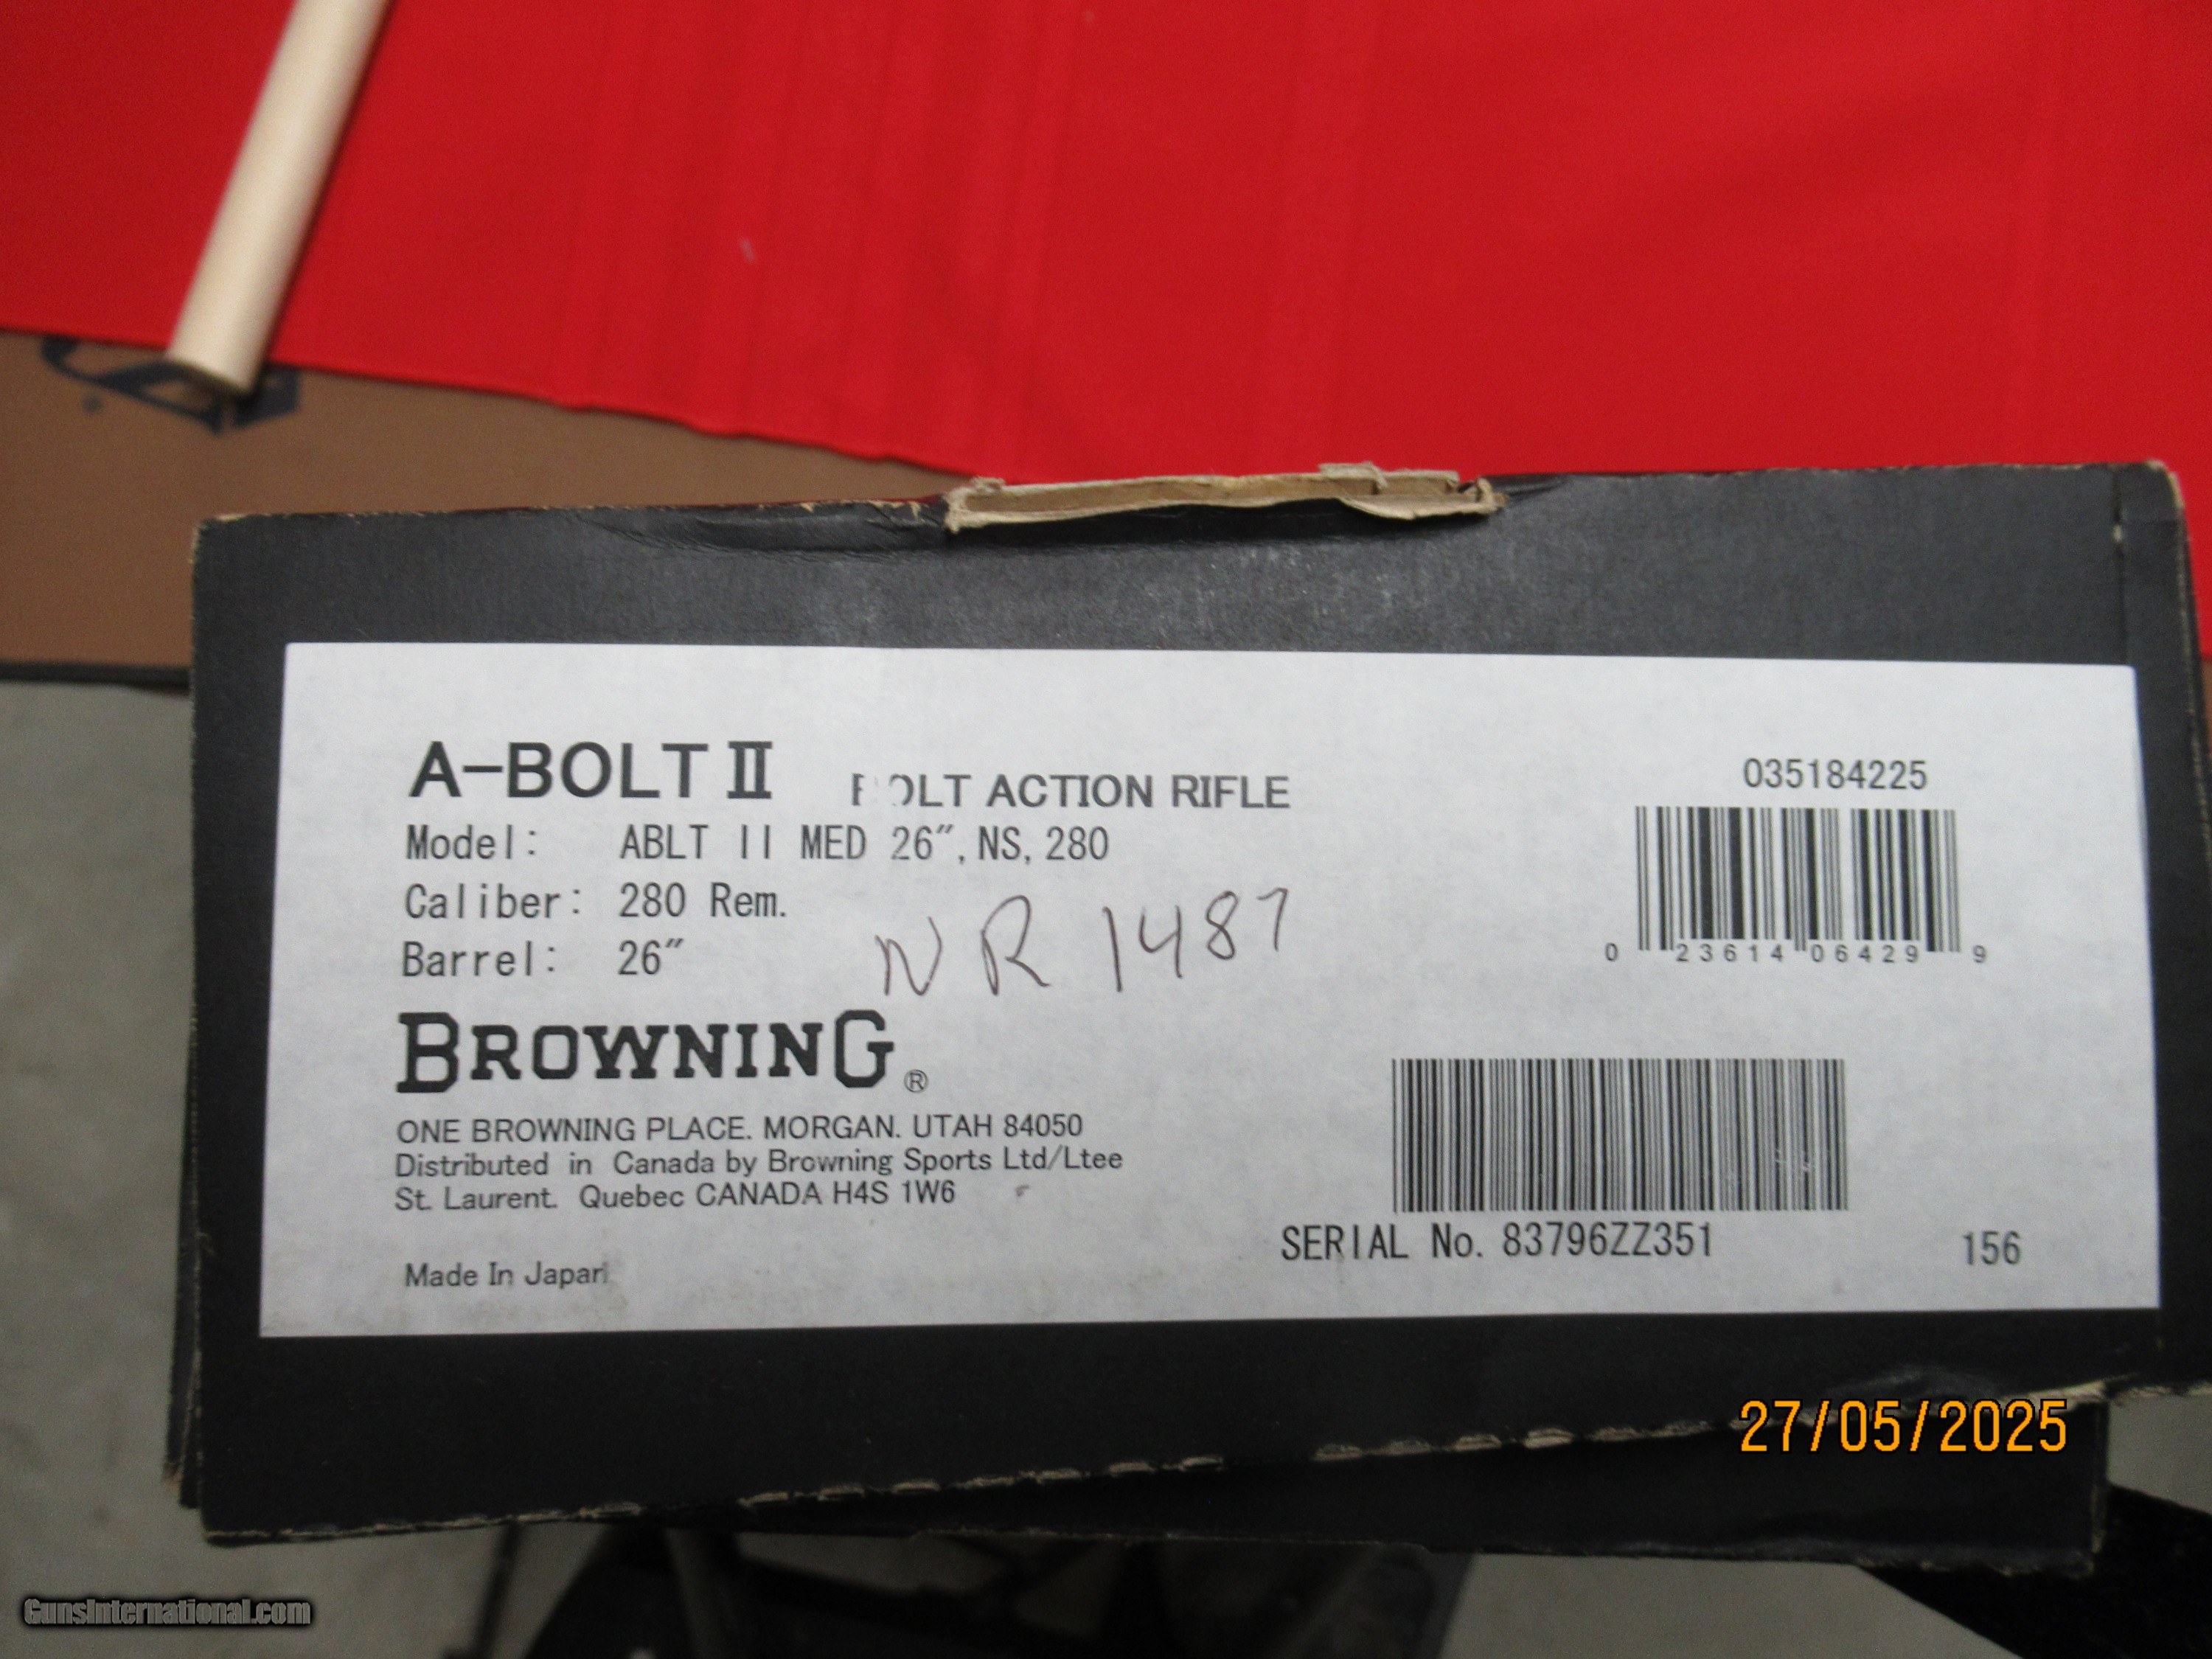 A-BOLT II BOLT ACTION RIFLE
035184225
Model: ABLT II MED 26", NS, 280
Caliber: 280 Rem.
Barrel: 26"
NR 1487
0 23614 06429 9
BROWNING®
ONE BROWNING PLACE. MORGAN. UTAH 84050
Distributed in Canada by Browning Sports Ltd/Ltee
St. Laurent. Quebec CANADA H4S 1W6
SERIAL No. 83796ZZ351
156
Made In Japan
27/05/2025
GunsInternational.com